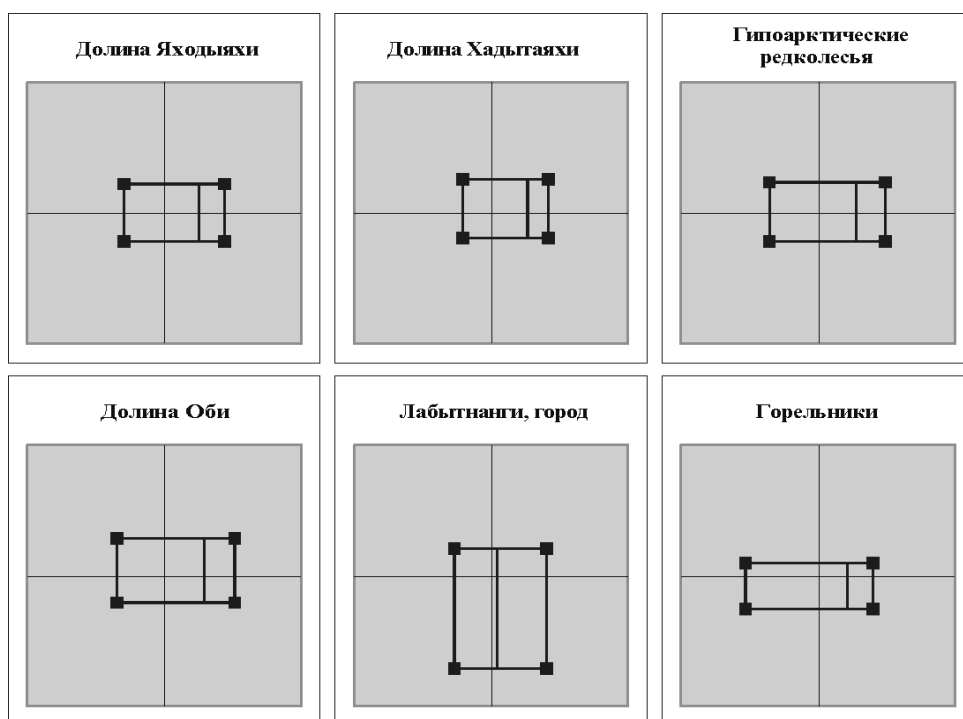 Долина Яходыяхи
Долина Хадытаяхи
Гипоарктические
редколесья
Долина Оби
Лабытнанги, город
Горельники